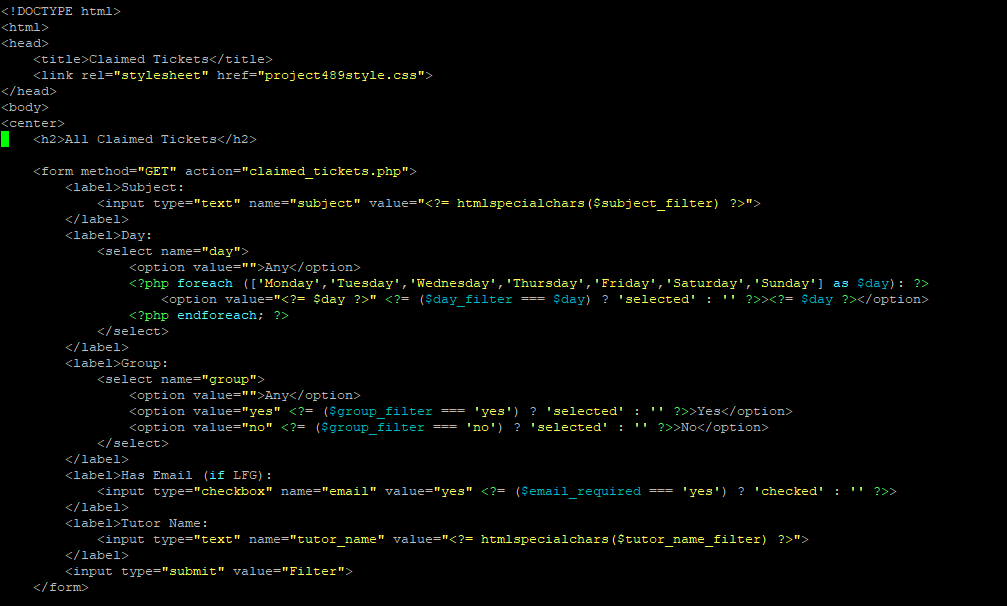 <!DOCTYPE html>
<html>
<head>
    <title>Claimed Tickets</title>
    <link rel="stylesheet" href="project489style.css">
</head>
<body>
<center>
    <h2>All Claimed Tickets</h2>

    <form method="GET" action="claimed_tickets.php">
        <label>Subject:
            <input type="text" name="subject" value="<?= htmlspecialchars($subject_filter) ?>">
        </label>
        <label>Day:
            <select name="day">
                <option value="">Any</option>
                <?php foreach (['Monday','Tuesday','Wednesday','Thursday','Friday','Saturday','Sunday'] as $day): ?>
                    <option value="<?= $day ?>" <?= ($day_filter === $day) ? 'selected' : '' ?>><?= $day ?></option>
                <?php endforeach; ?>
            </select>
        </label>
        <label>Group:
            <select name="group">
                <option value="">Any</option>
                <option value="yes" <?= ($group_filter === 'yes') ? 'selected' : '' ?>>Yes</option>
                <option value="no" <?= ($group_filter === 'no') ? 'selected' : '' ?>>No</option>
            </select>
        </label>
        <label>Has Email (if LFG):
            <input type="checkbox" name="email" value="yes" <?= ($email_required === 'yes') ? 'checked' : '' ?>>
        </label>
        <label>Tutor Name:
            <input type="text" name="tutor_name" value="<?= htmlspecialchars($tutor_name_filter) ?>">
        </label>
        <input type="submit" value="Filter">
    </form>